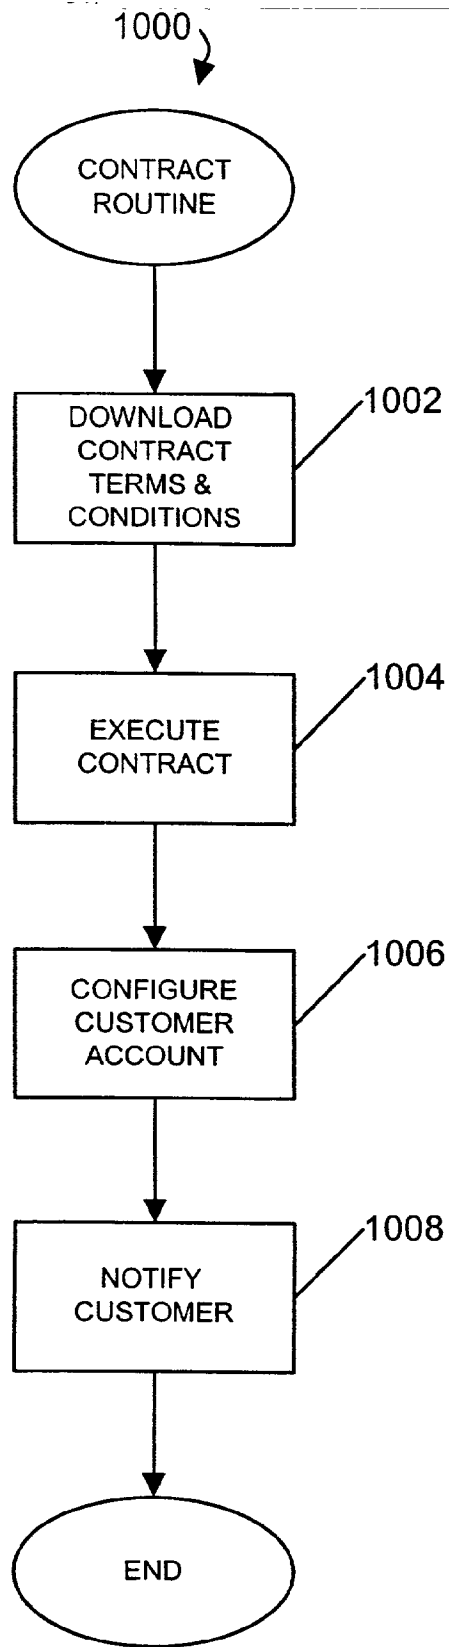 1000
CONTRACT
ROUTINE
DOWNLOAD
CONTRACT
TERMS &
CONDITIONS
1002
EXECUTE
CONTRACT
1004
CONFIGURE
CUSTOMER
ACCOUNT
1006
NOTIFY
CUSTOMER
1008
END